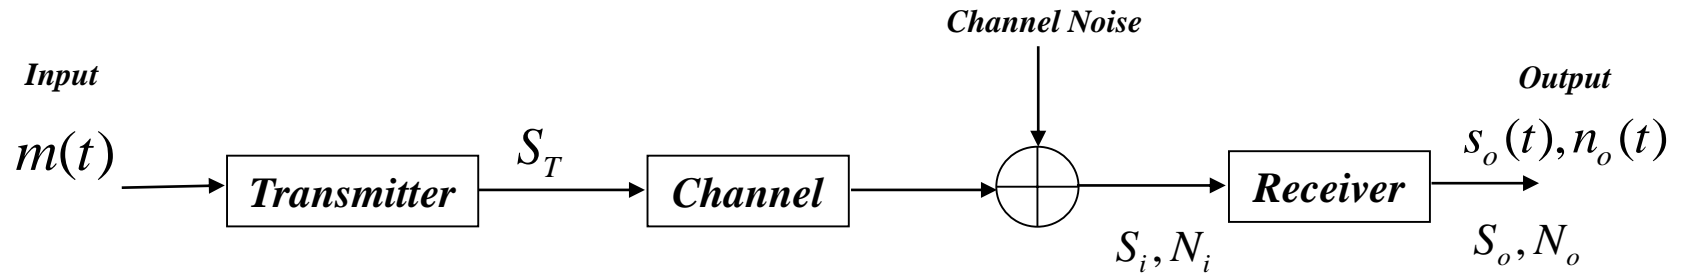 Channel Noise
Input
Output
m(t)
S_T
s_o(t), n_o(t)
Transmitter
Channel
Receiver
S_i, N_i
S_o, N_o